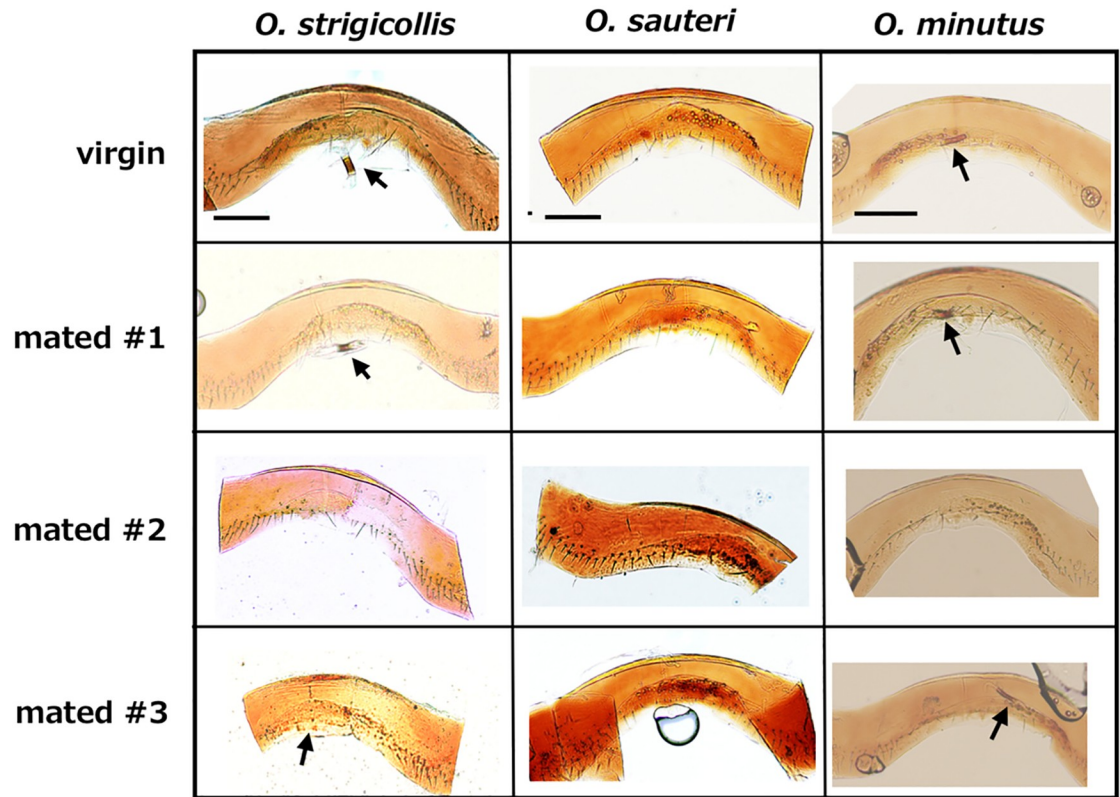 O. strigicollis O. sauteri O. minutus
virgin
mated #1
mated #2
mated #3